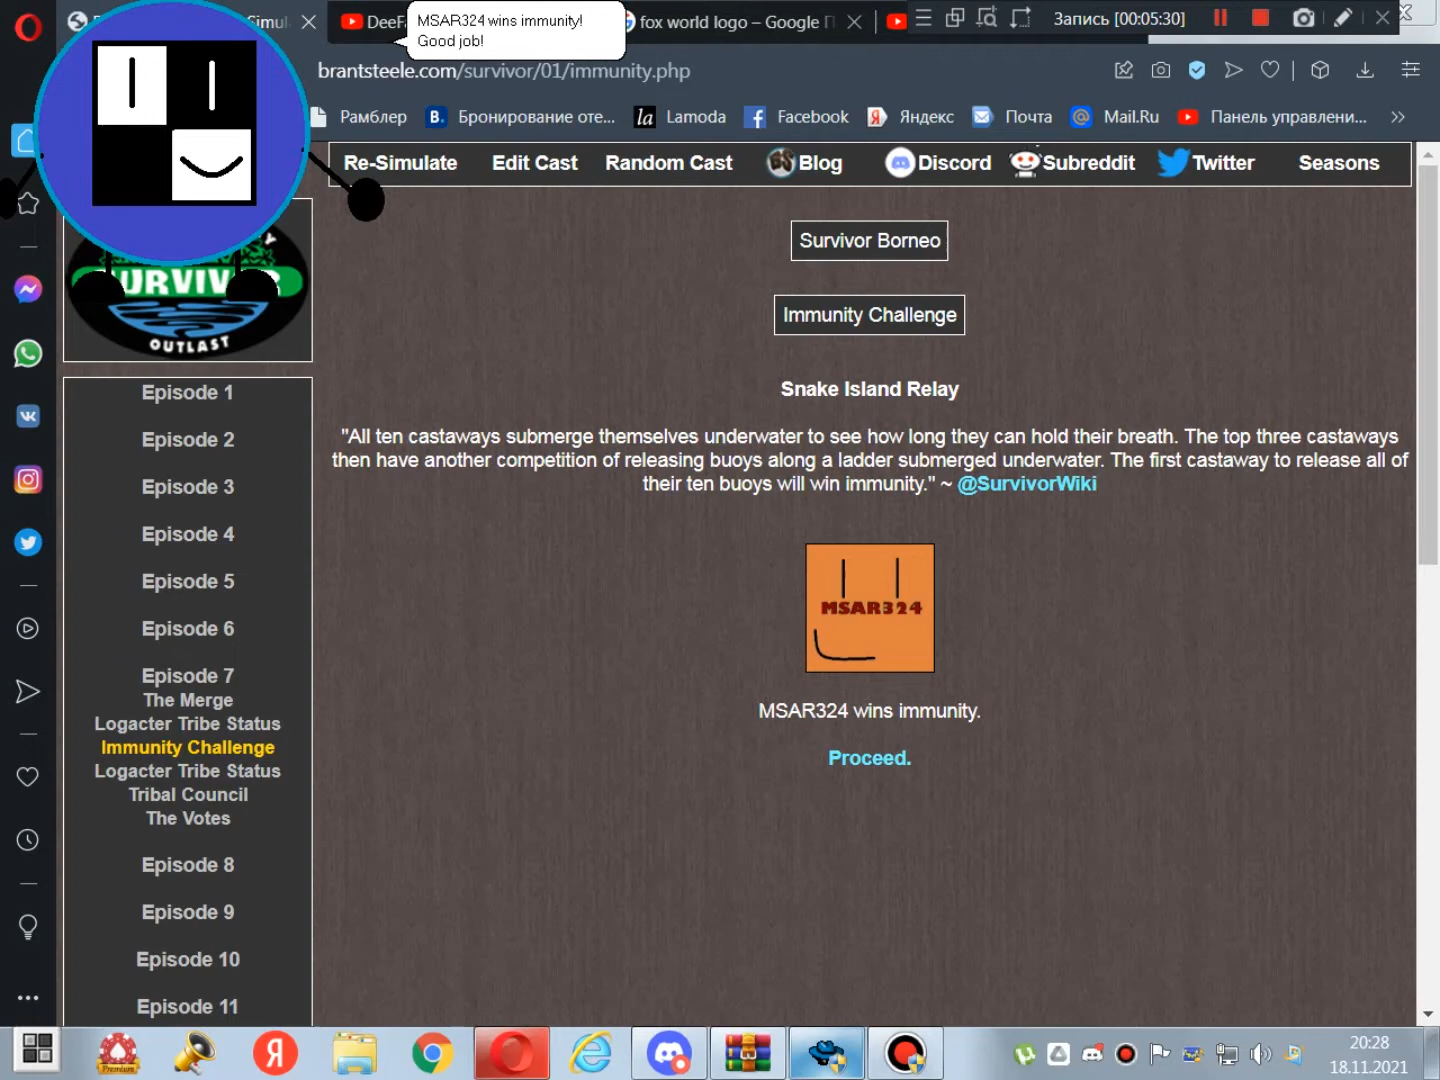 Simul
DeeF
MSAR324 wins immunity!
Good job!
fox world logo – Google П
Запись [00:05:30]
brantsteele.com/survivor/01/immunity.php
Рамблер
B.
Бронирование оте...
la
Lamoda
Facebook
Я
Яндекс
Почта
Mail.Ru
Панель управлени...
Re-Simulate
Edit Cast
Random Cast
Blog
Discord
Subreddit
Twitter
Seasons
OUTLAST
Survivor Borneo
Immunity Challenge
Snake Island Relay
"All ten castaways submerge themselves underwater to see how long they can hold their breath. The top three castaways
then have another competition of releasing buoys along a ladder submerged underwater. The first castaway to release all of
their ten buoys will win immunity." ~ @SurvivorWiki
MSAR324
MSAR324 wins immunity.
Proceed.
Episode 1
Episode 2
Episode 3
Episode 4
Episode 5
Episode 6
Episode 7
The Merge
Logacter Tribe Status
Immunity Challenge
Logacter Tribe Status
Tribal Council
The Votes
Episode 8
Episode 9
Episode 10
Episode 11
Premium
Я
20:28
18.11.2021